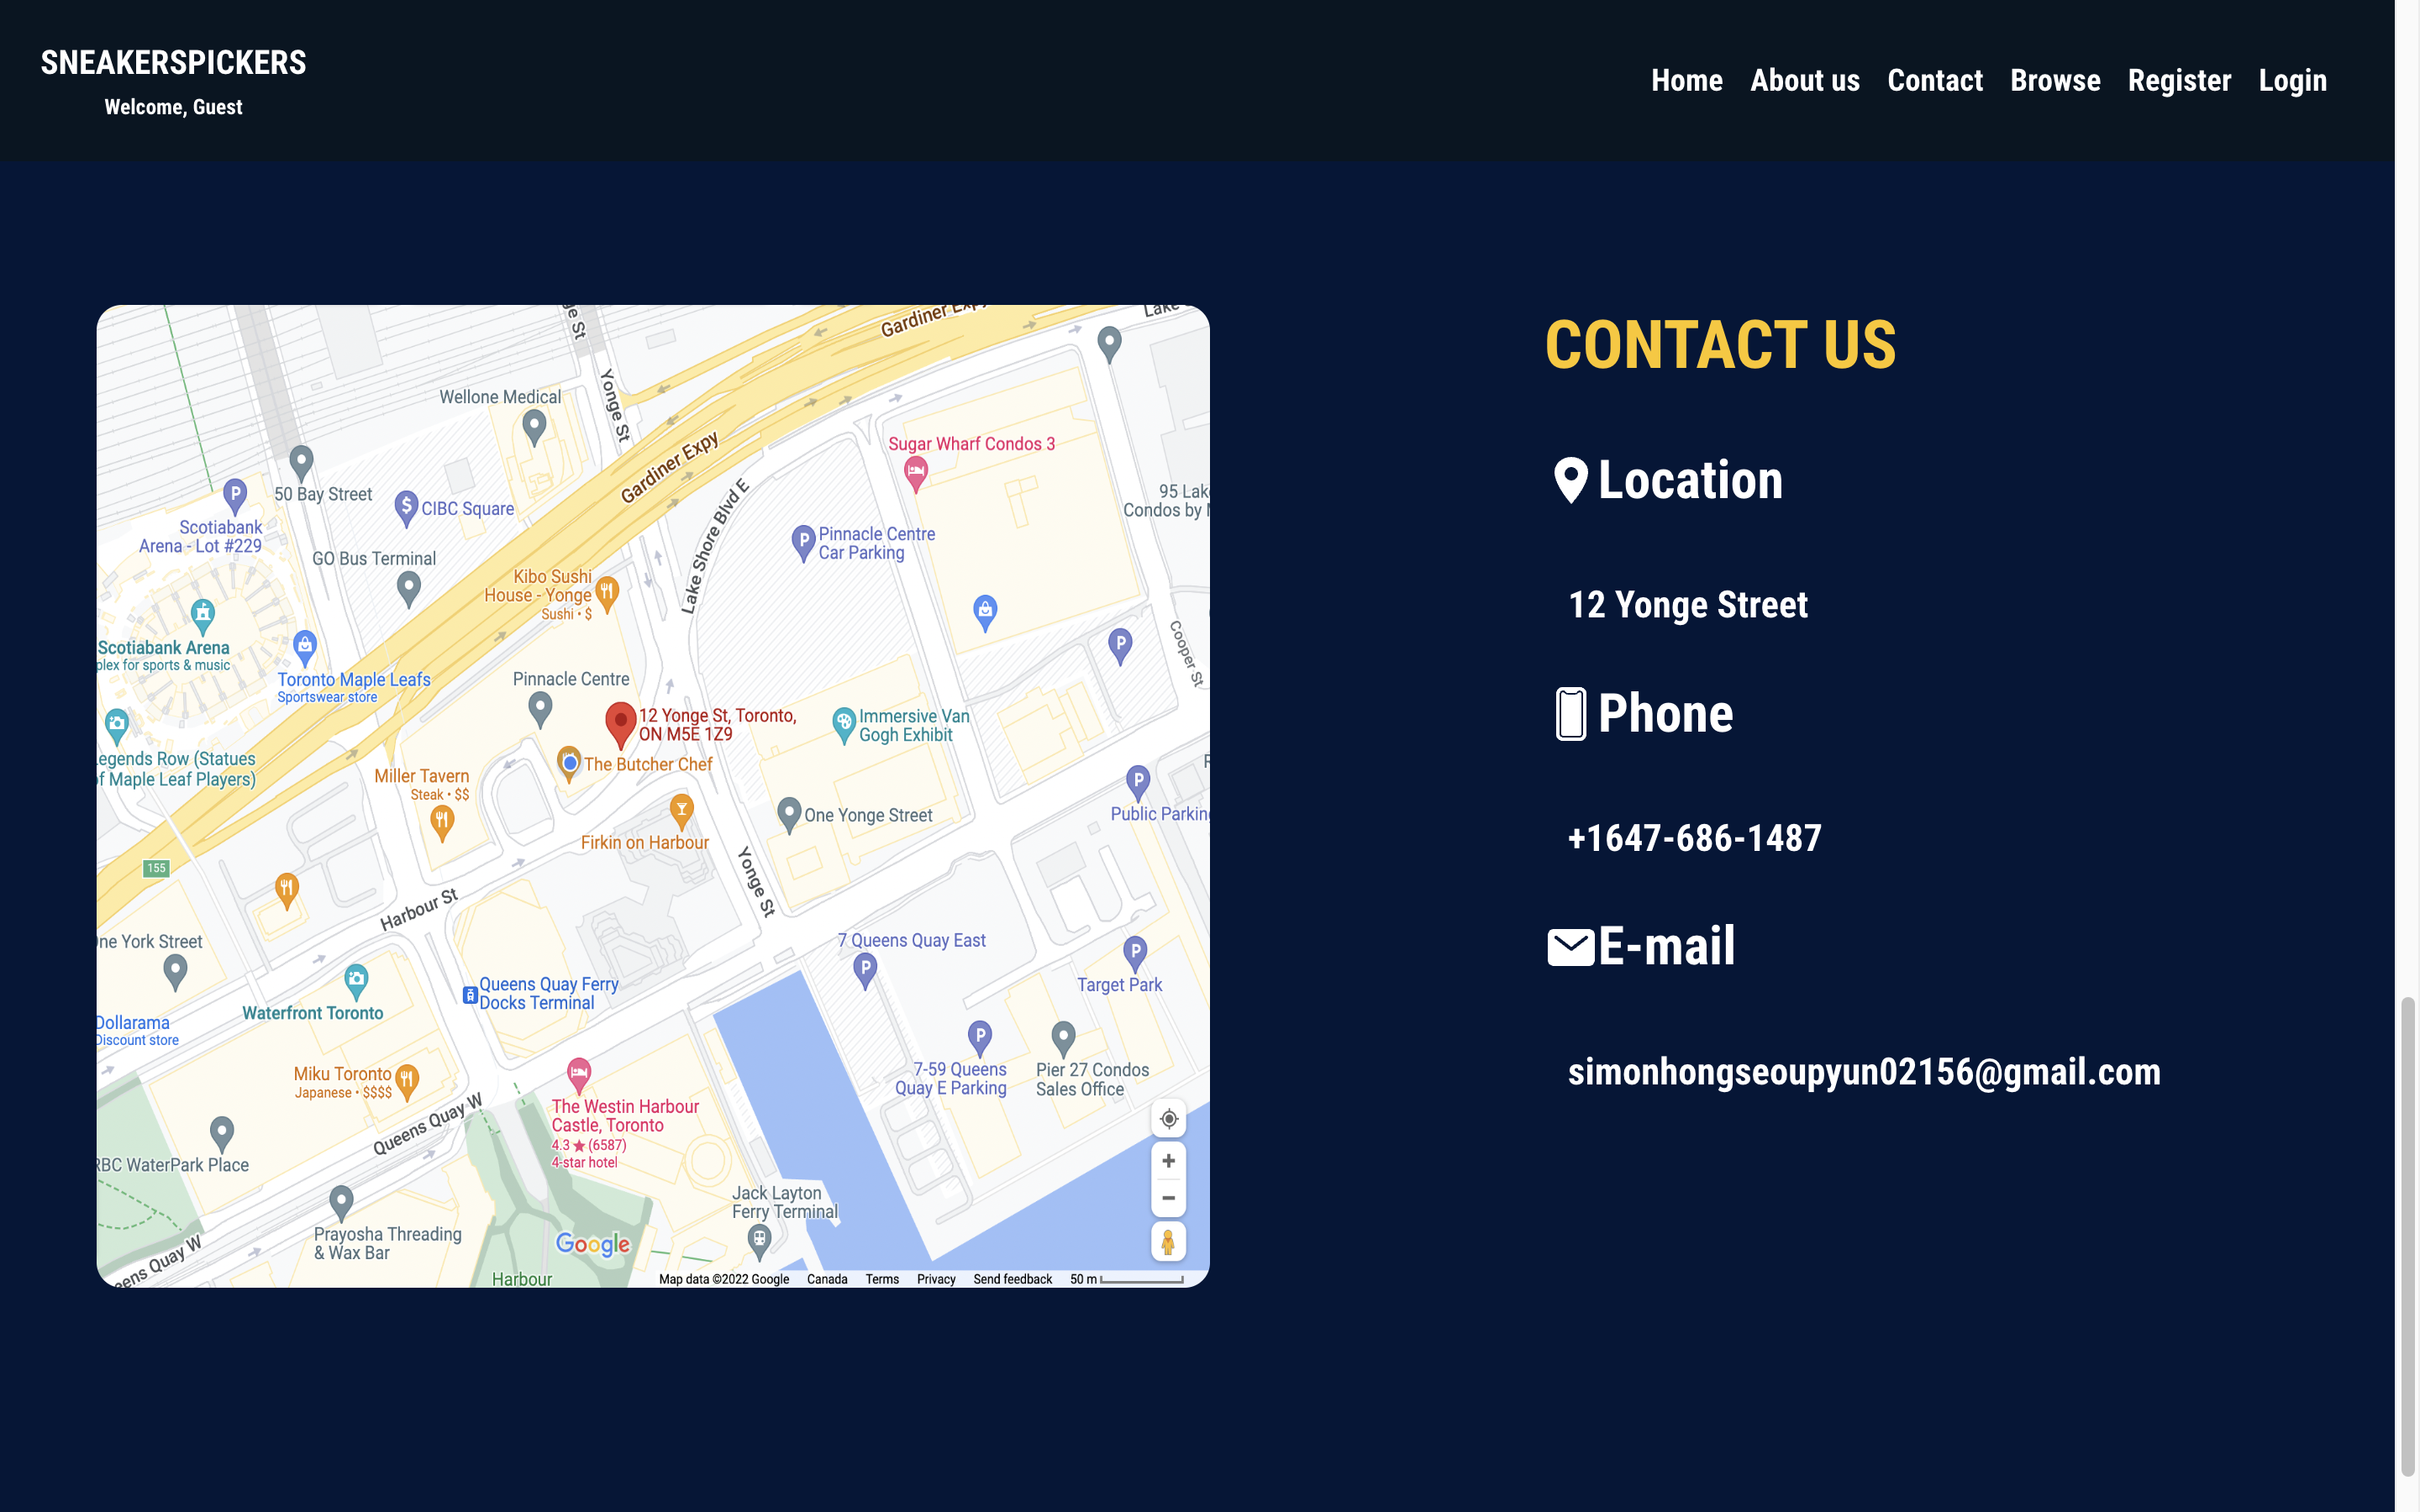 SNEAKERSPICKERS
Welcome, Guest
Home
About us
Contact
Browse
Register
Login
Gardiner Expy
Lake
Yonge St
Wellone Medical
Gardiner Expy
Sugar Wharf Condos 3
50 Bay Street
CIBC Square
Scotiabank
Arena - Lot #229
Lake Shore Blvd E
95 Lak
Condos by
Pinnacle Centre
Car Parking
GO Bus Terminal
Kibo Sushi
House - Yonge
Sushi • $
Scotiabank Arena
plex for sports & music
Toronto Maple Leafs
Sportswear store
Cooper St
Pinnacle Centre
12 Yonge St, Toronto,
ON M5E 1Z9
Immersive Van
Gogh Exhibit
egends Row (Statues
of Maple Leaf Players)
The Butcher Chef
Miller Tavern
Steak • $$
One Yonge Street
Public Parking
Firkin on Harbour
155
Yonge St
Harbour St
ne York Street
7 Queens Quay East
Queens Quay Ferry
Docks Terminal
Target Park
Waterfront Toronto
Dollarama
Discount store
Miku Toronto
Japanese • $$$$
7-59 Queens
Quay E Parking
Pier 27 Condos
Sales Office
The Westin Harbour
Castle, Toronto
4.3 ★ (6587)
4-star hotel
Queens Quay W
RBC WaterPark Place
Jack Layton
Ferry Terminal
Prayosha Threading
& Wax Bar
eens Quay W
Google
Harbour
Map data ©2022 Google
Canada
Terms
Privacy
Send feedback
50 m
CONTACT US
Location
12 Yonge Street
Phone
+1647-686-1487
E-mail
simonhongseoupyun02156@gmail.com